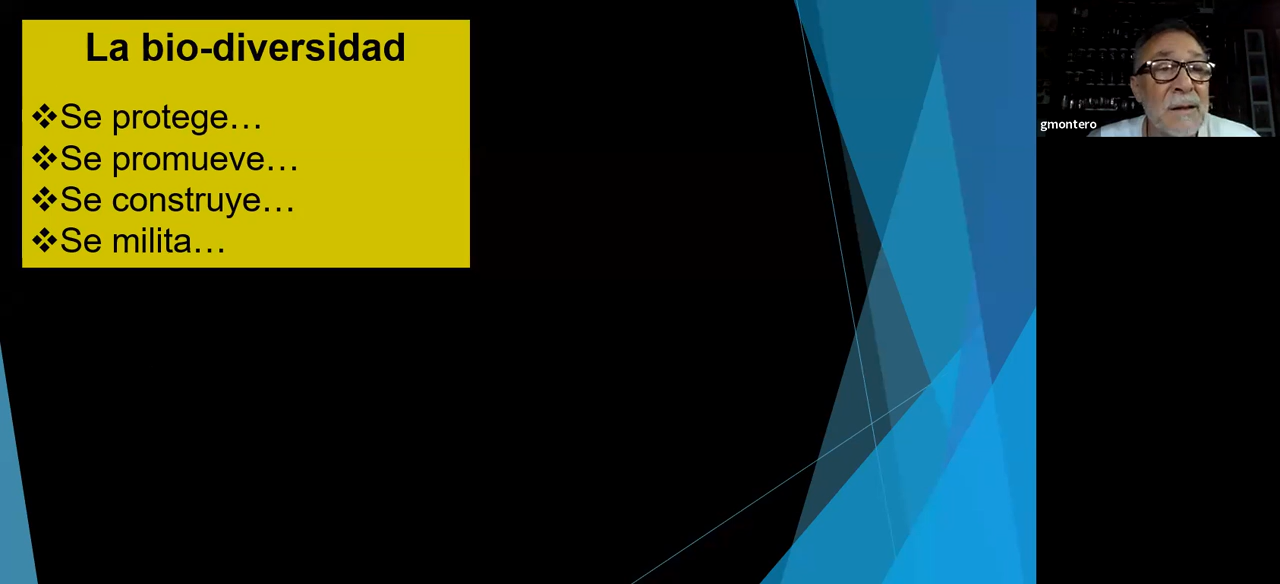 La bio-diversidad
❖Se protege…
❖Se promueve…
❖Se construye…
❖Se milita…
gmontero